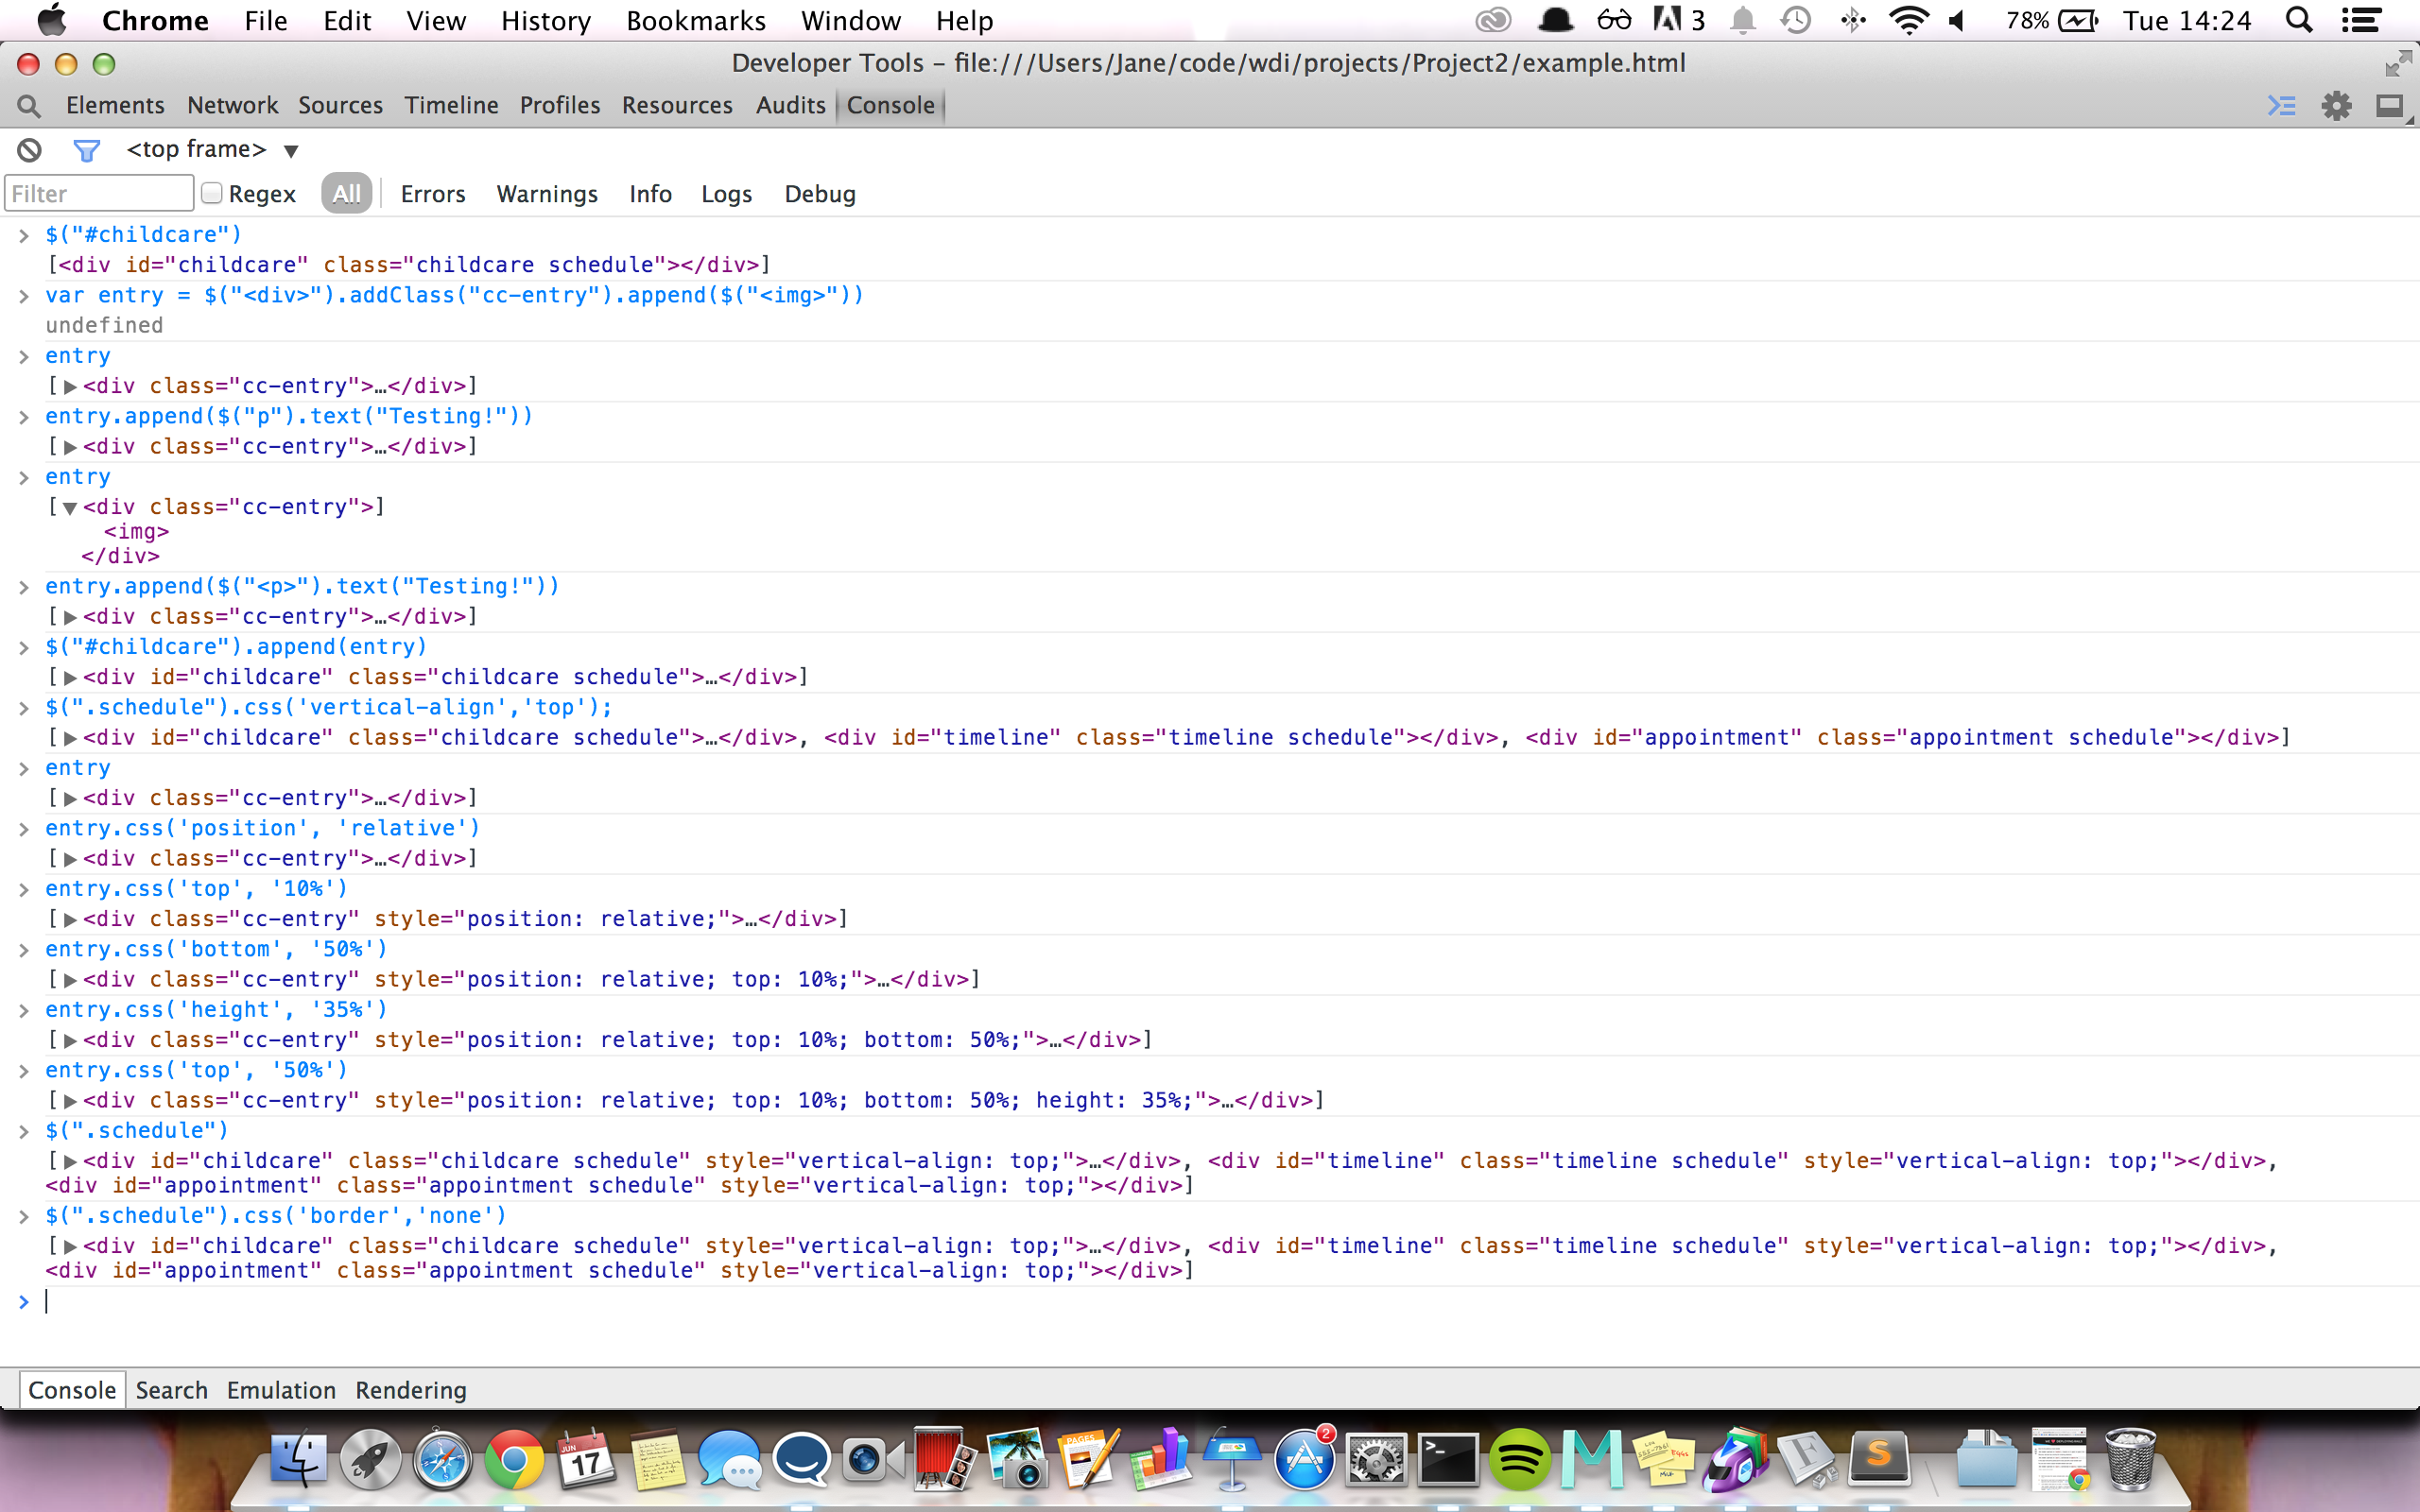 Chrome File Edit View History Bookmarks Window Help 3 78% Tue 14:24
Developer Tools - file:///Users/Jane/code/wdi/projects/Project2/example.html
Elements Network Sources Timeline Profiles Resources Audits Console
<top frame> ▼
Filter Regex All Errors Warnings Info Logs Debug
> $("#childcare")
[<div id="childcare" class="childcare schedule"></div>]
> var entry = $("<div>").addClass("cc-entry").append($("<img>"))
undefined
> entry
[▶<div class="cc-entry">…</div>]
> entry.append($("p").text("Testing!"))
[▶<div class="cc-entry">…</div>]
> entry
[▼<div class="cc-entry">]
<img>
</div>
> entry.append($("<p>").text("Testing!"))
[▶<div class="cc-entry">…</div>]
> $("#childcare").append(entry)
[▶<div id="childcare" class="childcare schedule">…</div>]
> $(".schedule").css('vertical-align','top');
[▶<div id="childcare" class="childcare schedule">…</div>, <div id="timeline" class="timeline schedule"></div>, <div id="appointment" class="appointment schedule"></div>]
> entry
[▶<div class="cc-entry">…</div>]
> entry.css('position', 'relative')
[▶<div class="cc-entry">…</div>]
> entry.css('top', '10%')
[▶<div class="cc-entry" style="position: relative;">…</div>]
> entry.css('bottom', '50%')
[▶<div class="cc-entry" style="position: relative; top: 10%;">…</div>]
> entry.css('height', '35%')
[▶<div class="cc-entry" style="position: relative; top: 10%; bottom: 50%;">…</div>]
> entry.css('top', '50%')
[▶<div class="cc-entry" style="position: relative; top: 10%; bottom: 50%; height: 35%;">…</div>]
> $(".schedule")
[▶<div id="childcare" class="childcare schedule" style="vertical-align: top;">…</div>, <div id="timeline" class="timeline schedule" style="vertical-align: top;"></div>,
<div id="appointment" class="appointment schedule" style="vertical-align: top;"></div>]
> $(".schedule").css('border','none')
[▶<div id="childcare" class="childcare schedule" style="vertical-align: top;">…</div>, <div id="timeline" class="timeline schedule" style="vertical-align: top;"></div>,
<div id="appointment" class="appointment schedule" style="vertical-align: top;"></div>]
>
Console Search Emulation Rendering
JUN
17
PAGES
2